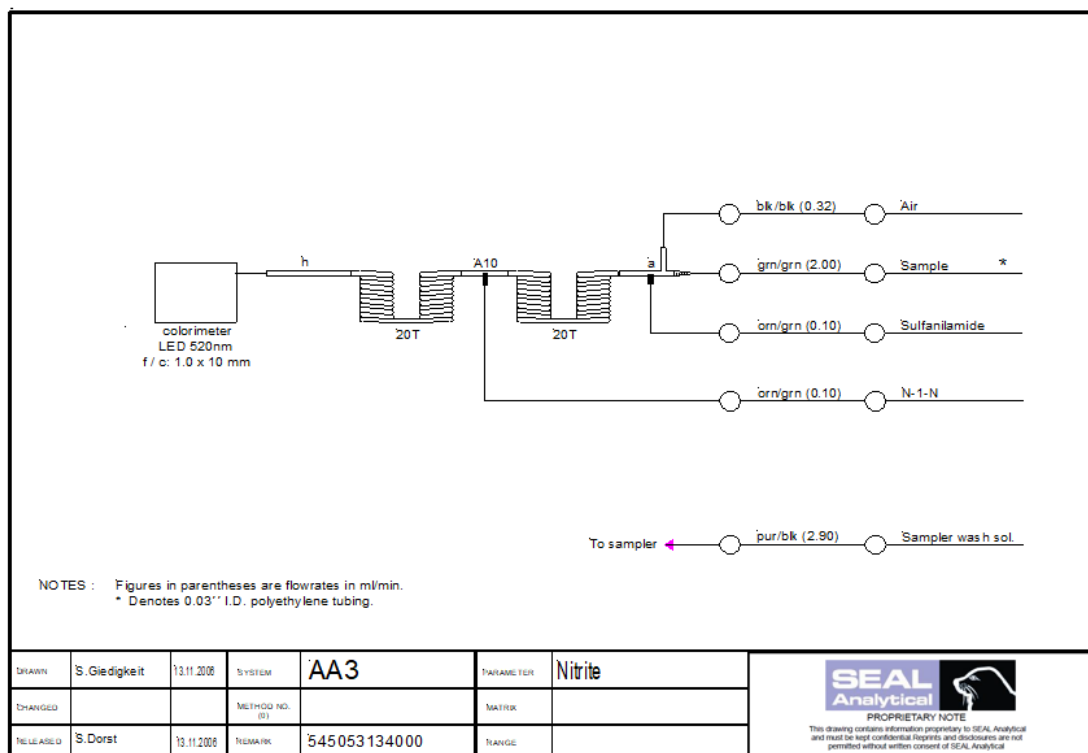 blk/blk (0.32) Air
h A10 a grn/grn (2.00) Sample *
colorimeter 20T 20T orn/grn (0.10) Sulfanilamide
LED 520nm
f / c: 1.0 x 10 mm
orn/grn (0.10) N-1-N
To sampler pur/blk (2.90) Sampler wash sol.
NOTES : Figures in parentheses are flowrates in ml/min.
* Denotes 0.03'' I.D. polyethylene tubing.
DRAWN S.Giedigkeit 13.11.2006 SYSTEM AA3 PARAMETER Nitrite
CHANGED METHOD NO. MATRIX
RELEASED S.Dorst 13.11.2006 REMARK 545053134000 RANGE
SEAL
Analytical
PROPRIETARY NOTE
This drawing contains information proprietary to SEAL Analytical
and must be kept confidential Reprints and disclosures are not
permitted without written consent of SEAL Analytical